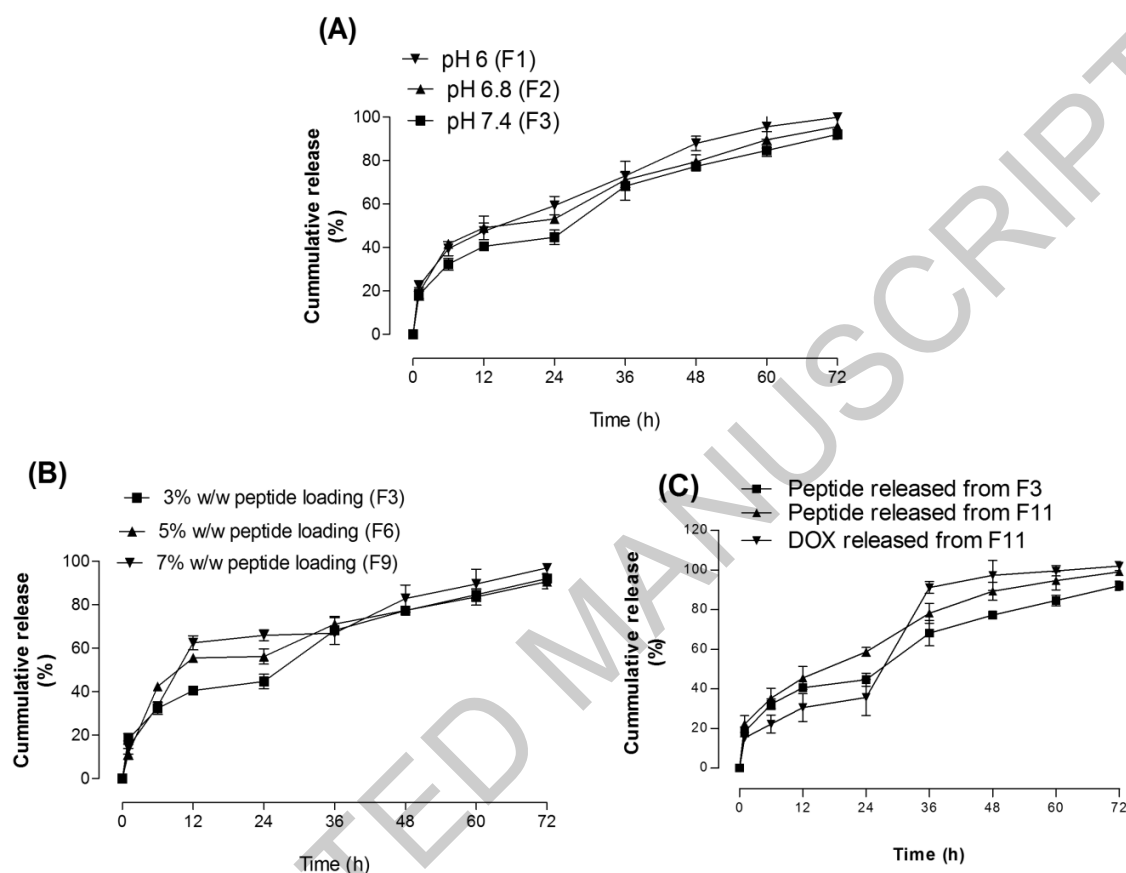 (A)
pH 6 (F1)
pH 6.8 (F2)
pH 7.4 (F3)
100
80
60
40
20
0
Cummulative release
(%)
0 12 24 36 48 60 72
Time (h)
(B)
3% w/w peptide loading (F3)
5% w/w peptide loading (F6)
7% w/w peptide loading (F9)
100
80
60
40
20
0
Cummulative release
(%)
0 12 24 36 48 60 72
Time (h)
(C)
Peptide released from F3
Peptide released from F11
DOX released from F11
120
100
80
60
40
20
0
Cummulative release
(%)
0 12 24 36 48 60 72
Time (h)
TED MANUSCRIPT